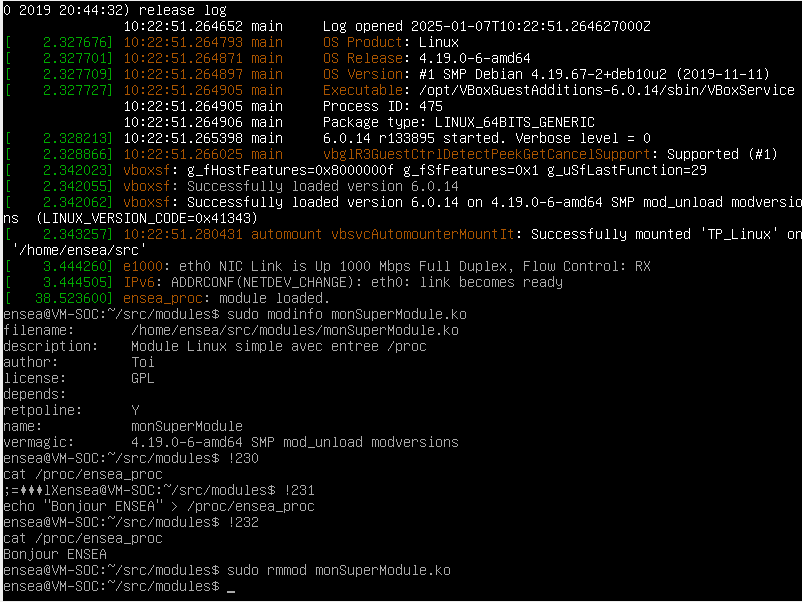 0 2019 20:44:32) release log
10:22:51.264652 main     Log opened 2025-01-07T10:22:51.264627000Z
[    2.327676] 10:22:51.264793 main     OS Product: Linux
[    2.327701] 10:22:51.264871 main     OS Release: 4.19.0-6-amd64
[    2.327709] 10:22:51.264897 main     OS Version: #1 SMP Debian 4.19.67-2+deb10u2 (2019-11-11)
[    2.327727] 10:22:51.264905 main     Executable: /opt/VBoxGuestAdditions-6.0.14/sbin/VBoxService
10:22:51.264905 main     Process ID: 475
10:22:51.264906 main     Package type: LINUX_64BITS_GENERIC
[    2.328213] 10:22:51.265398 main     6.0.14 r133895 started. Verbose level = 0
[    2.328866] 10:22:51.266025 main     vbglR3GuestCtrlDetectPeekGetCancelSupport: Supported (#1)
[    2.342023] vboxsf: g_fHostFeatures=0x8000000f g_fSfFeatures=0x1 g_uSfLastFunction=29
[    2.342055] vboxsf: Successfully loaded version 6.0.14
[    2.342062] vboxsf: Successfully loaded version 6.0.14 on 4.19.0-6-amd64 SMP mod_unload modversio
ns  (LINUX_VERSION_CODE=0x41343)
[    2.343257] 10:22:51.280431 automount vbsvcAutomounterMountIt: Successfully mounted 'TP_Linux' on
'/home/ensea/src'
[    3.444260] e1000: eth0 NIC Link is Up 1000 Mbps Full Duplex, Flow Control: RX
[    3.444505] IPv6: ADDRCONF(NETDEV_CHANGE): eth0: link becomes ready
[   38.523600] ensea_proc: module loaded.
ensea@VM-SOC:~/src/modules$ sudo modinfo monSuperModule.ko
filename:       /home/ensea/src/modules/monSuperModule.ko
description:    Module Linux simple avec entree /proc
author:         Toi
license:        GPL
depends:
retpoline:      Y
name:           monSuperModule
vermagic:       4.19.0-6-amd64 SMP mod_unload modversions
ensea@VM-SOC:~/src/modules$ !230
cat /proc/ensea_proc
;=♦♦♦lXensea@VM-SOC:~/src/modules$ !231
echo "Bonjour ENSEA" > /proc/ensea_proc
ensea@VM-SOC:~/src/modules$ !232
cat /proc/ensea_proc
Bonjour ENSEA
ensea@VM-SOC:~/src/modules$ sudo rmmod monSuperModule.ko
ensea@VM-SOC:~/src/modules$ _